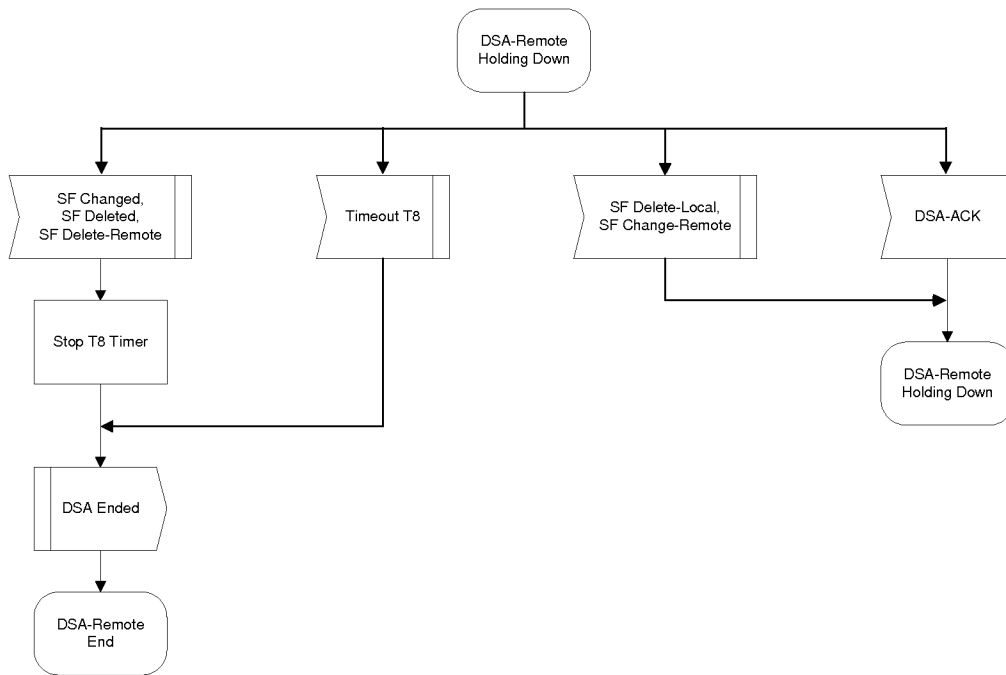 DSA-Remote
Holding Down
SF Changed,
SF Deleted,
SF Delete-Remote
Timeout T8
SF Delete-Local,
SF Change-Remote
DSA-ACK
Stop T8 Timer
DSA-Remote
Holding Down
DSA Ended
DSA-Remote
End